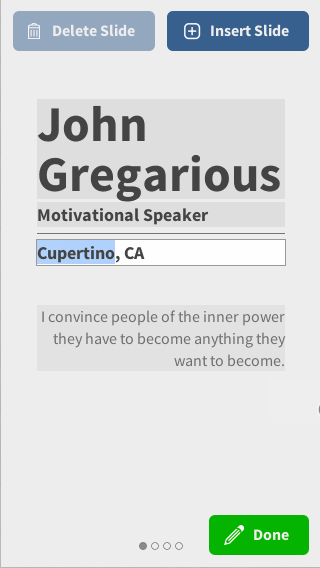 Delete Slide
Insert Slide
John
Gregarious
Motivational Speaker
Cupertino, CA
I convince people of the inner power
they have to become anything they
want to become.
Done